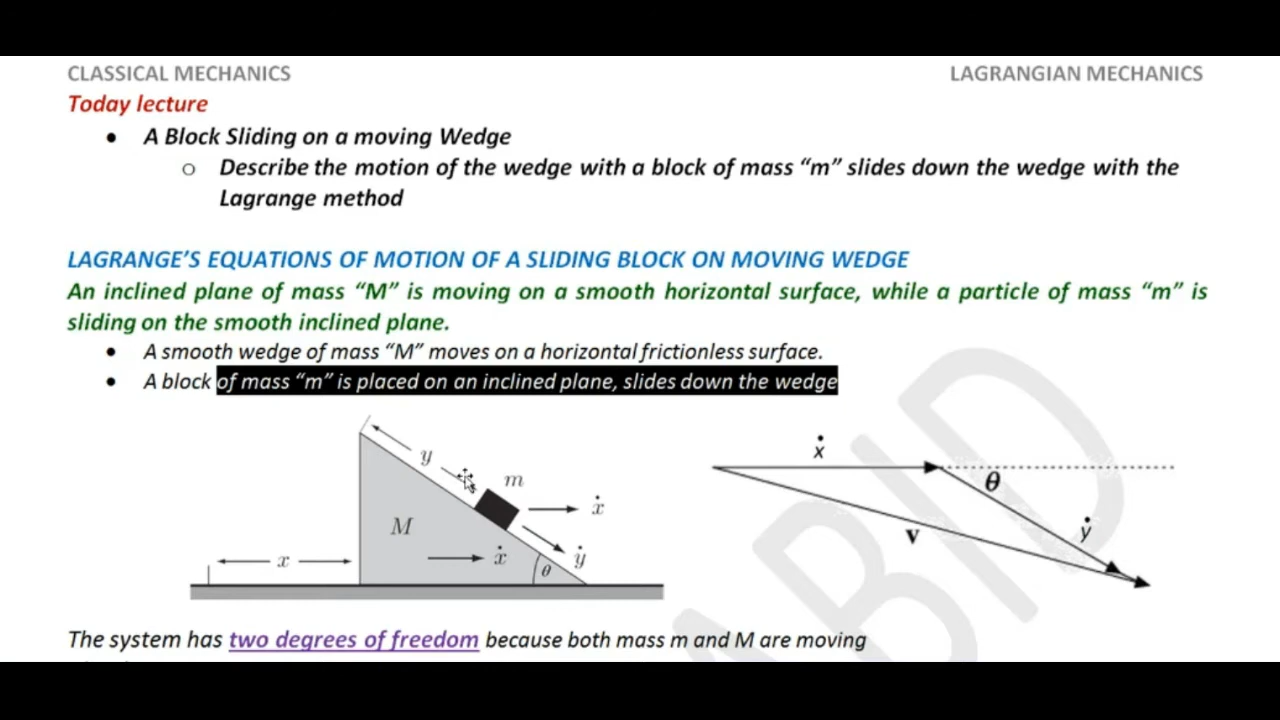 CLASSICAL MECHANICS LAGRANGIAN MECHANICS
Today lecture
• A Block Sliding on a moving Wedge
o Describe the motion of the wedge with a block of mass “m” slides down the wedge with the
Lagrange method
LAGRANGE’S EQUATIONS OF MOTION OF A SLIDING BLOCK ON MOVING WEDGE
An inclined plane of mass “M” is moving on a smooth horizontal surface, while a particle of mass “m” is
sliding on the smooth inclined plane.
• A smooth wedge of mass “M” moves on a horizontal frictionless surface.
• A block of mass “m” is placed on an inclined plane, slides down the wedge
y
m
ẋ
M
x
ẋ
θ
ẏ
ẋ
θ
v
ẏ
ABID
The system has two degrees of freedom because both mass m and M are moving